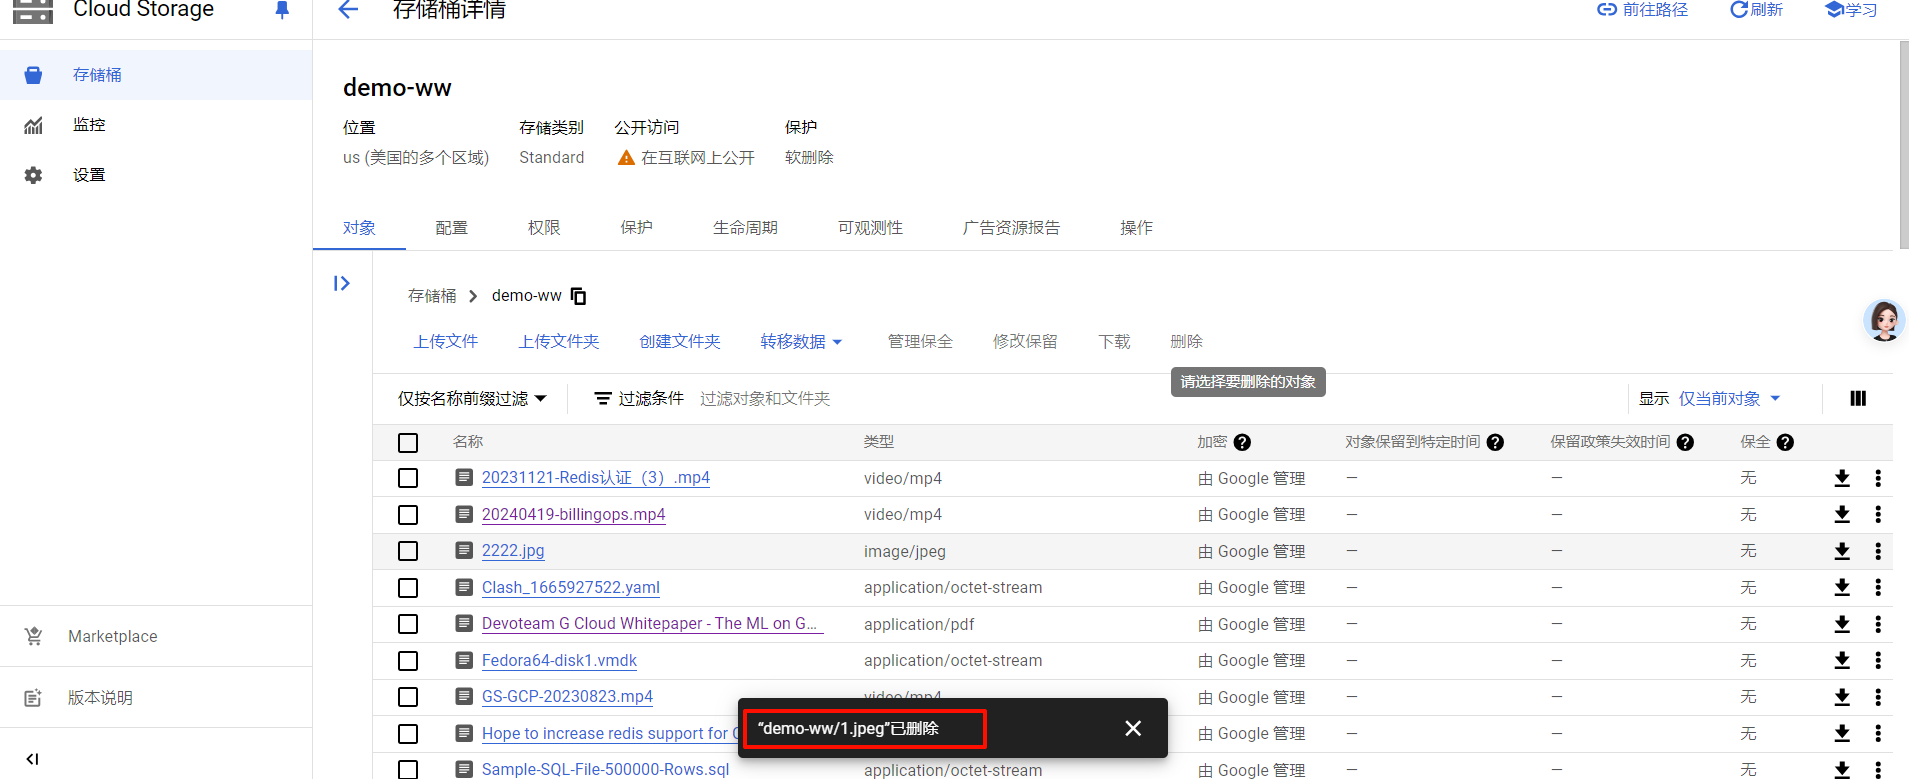 Cloud Storage
存储桶详情
前往路径
刷新
学习
存储桶
监控
设置
demo-ww
位置
存储类别
公开访问
保护
us (美国的多个区域)
Standard
在互联网上公开
软删除
对象
配置
权限
保护
生命周期
可观测性
广告资源报告
操作
存储桶
demo-ww
上传文件
上传文件夹
创建文件夹
转移数据
管理保全
修改保留
下载
删除
请选择要删除的对象
仅按名称前缀过滤
过滤条件
过滤对象和文件夹
显示
仅当前对象
名称
类型
加密
对象保留到特定时间
保留政策失效时间
保全
20231121-Redis认证（3）.mp4
video/mp4
由 Google 管理
—
—
无
20240419-billingops.mp4
video/mp4
由 Google 管理
—
—
无
2222.jpg
image/jpeg
由 Google 管理
—
—
无
Clash_1665927522.yaml
application/octet-stream
由 Google 管理
—
—
无
Devoteam G Cloud Whitepaper - The ML on G...
application/pdf
由 Google 管理
—
—
无
Fedora64-disk1.vmdk
application/octet-stream
由 Google 管理
—
—
无
GS-GCP-20230823.mp4
video/mp4
由 Google 管理
—
—
无
Hope to increase redis support for
由 Google 管理
—
—
无
Sample-SQL-File-500000-Rows.sql
application/octet-stream
由 Google 管理
—
—
无
“demo-ww/1.jpeg”已删除
Marketplace
版本说明